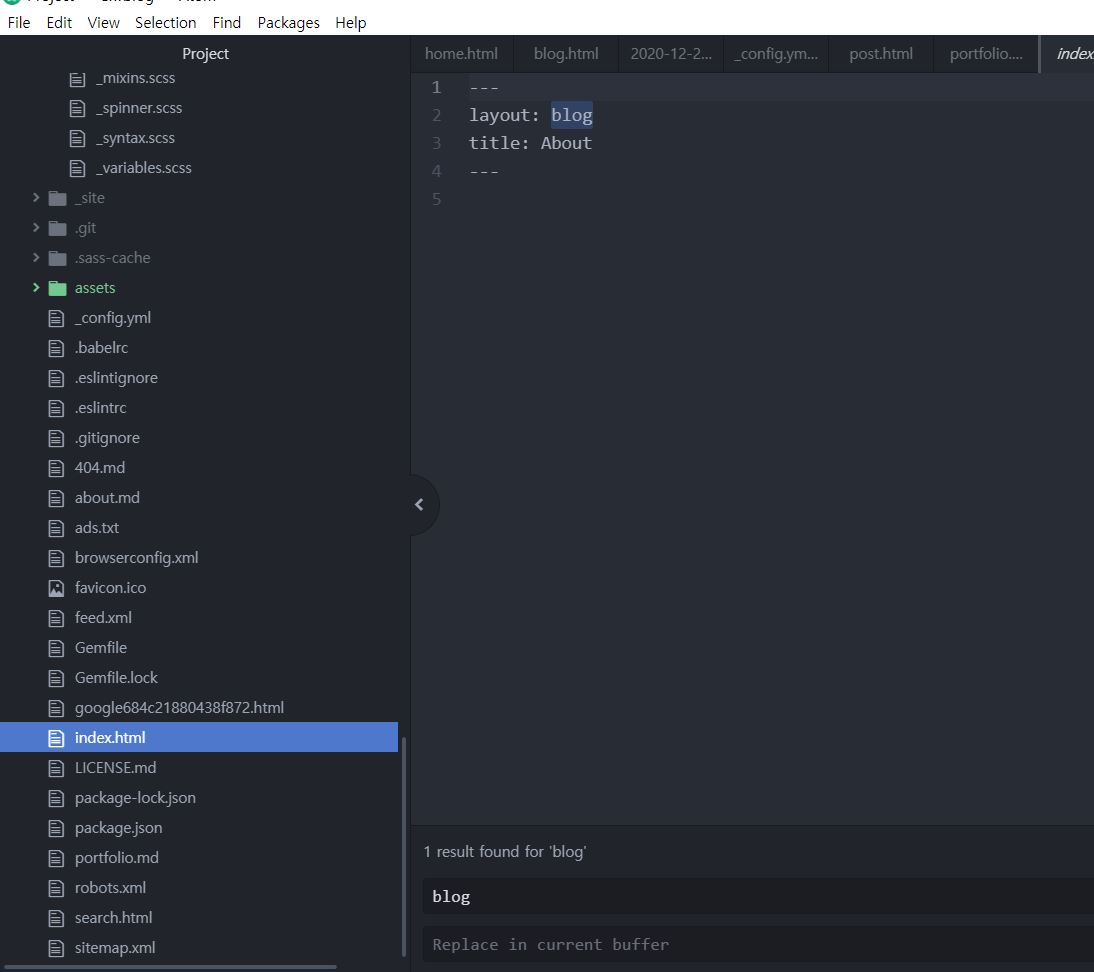 File Edit View Selection Find Packages Help
Project
home.html blog.html 2020-12-2... _config.ym... post.html portfolio.... index
_mixins.scss
_spinner.scss
_syntax.scss
_variables.scss
_site
.git
.sass-cache
assets
_config.yml
.babelrc
.eslintignore
.eslintrc
.gitignore
404.md
about.md
ads.txt
browserconfig.xml
favicon.ico
feed.xml
Gemfile
Gemfile.lock
google684c21880438f872.html
index.html
LICENSE.md
package-lock.json
package.json
portfolio.md
robots.xml
search.html
sitemap.xml
1 ---
2 layout: blog
3 title: About
4 ---
5
1 result found for 'blog'
blog
Replace in current buffer